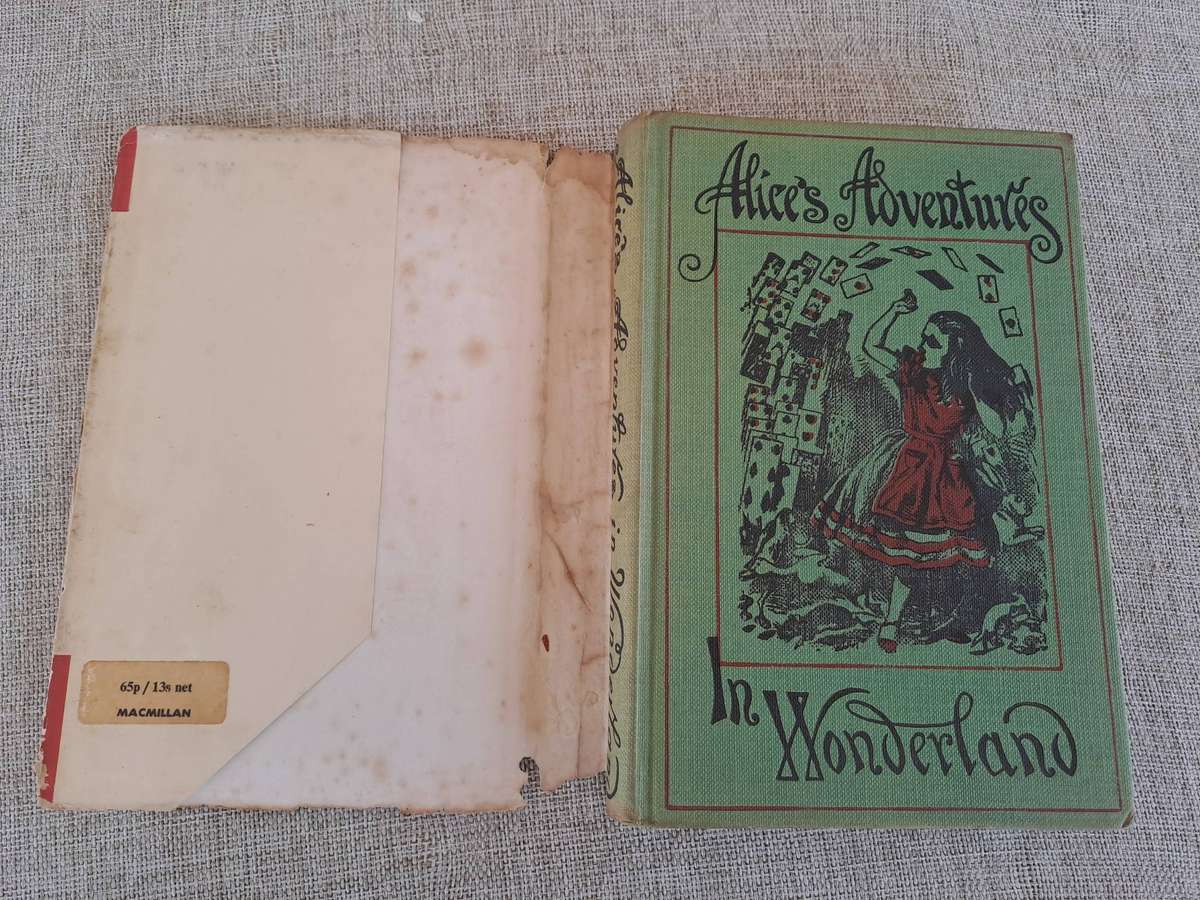 65p / 13s net
MACMILLAN
Alice's Adventures in Wonderland
Alice's Adventures
In Wonderland